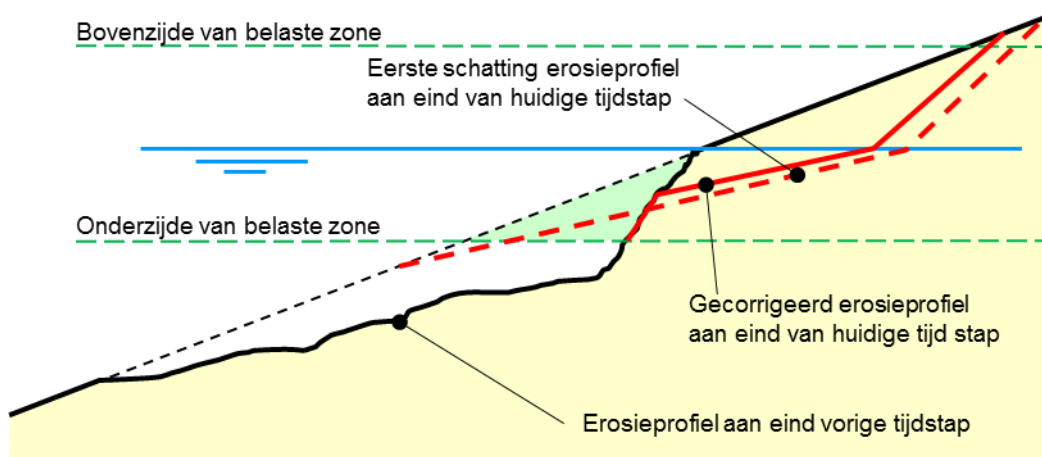 Bovenzijde van belaste zone
Eerste schatting erosieprofiel
aan eind van huidige tijdstap
Onderzijde van belaste zone
Gecorrigeerd erosieprofiel
aan eind van huidige tijd stap
Erosieprofiel aan eind vorige tijdstap